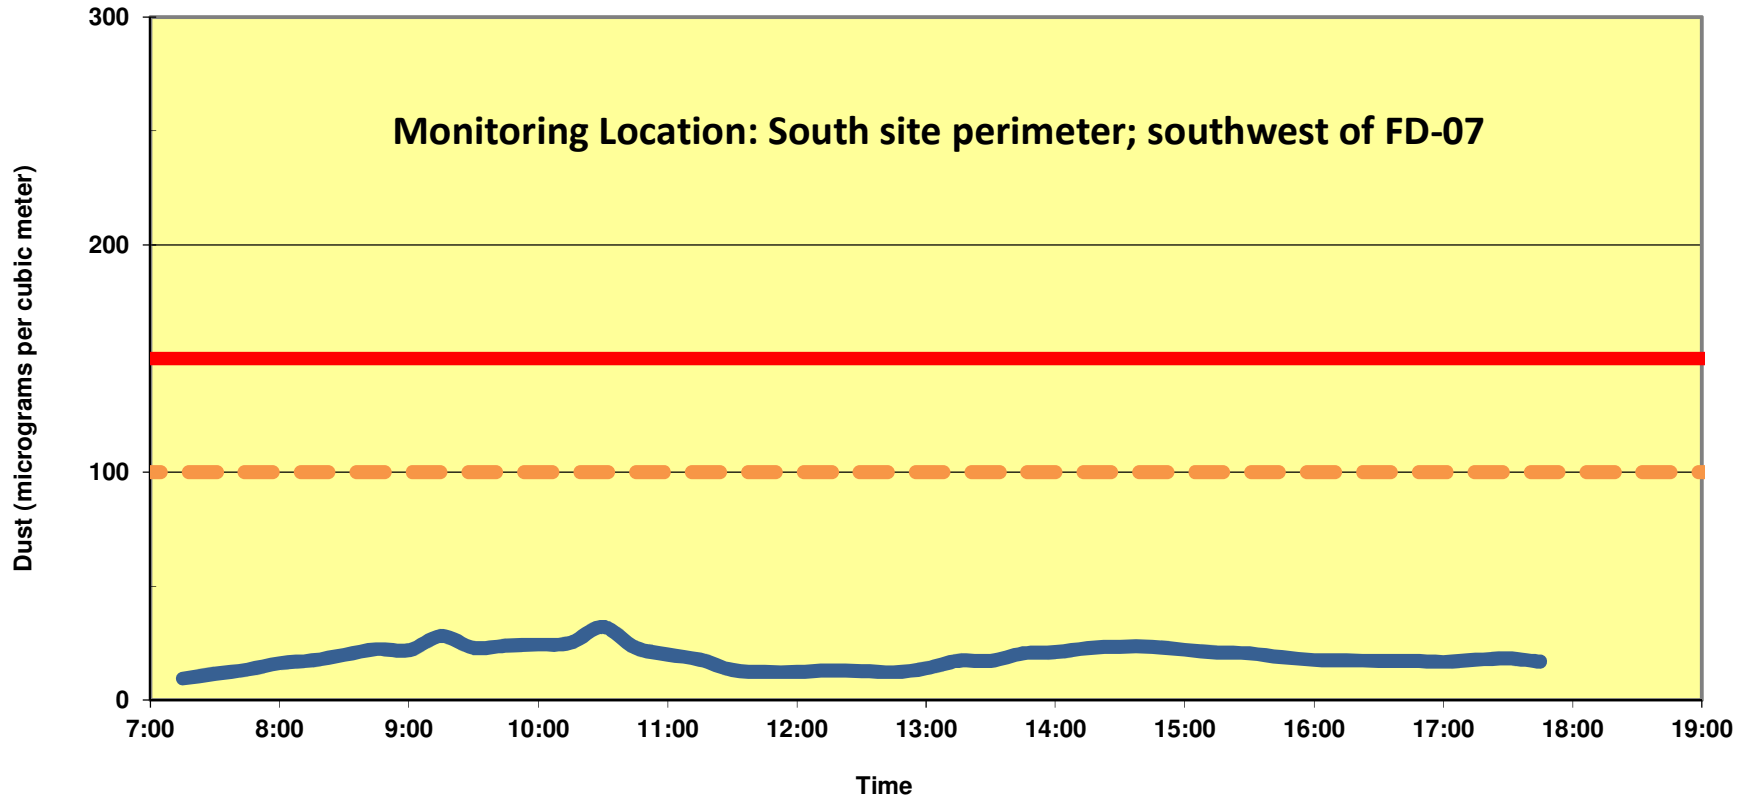 300
Monitoring Location: South site perimeter; southwest of FD-07
Dust (micrograms per cubic meter)
200
100
0
7:00 8:00 9:00 10:00 11:00 12:00 13:00 14:00 15:00 16:00 17:00 18:00 19:00
Time